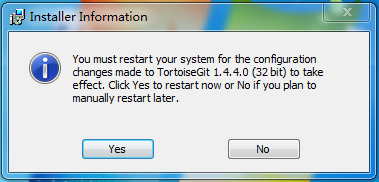 Installer Information
You must restart your system for the configuration
changes made to TortoiseGit 1.4.4.0 (32 bit) to take
effect. Click Yes to restart now or No if you plan to
manually restart later.
Yes
No